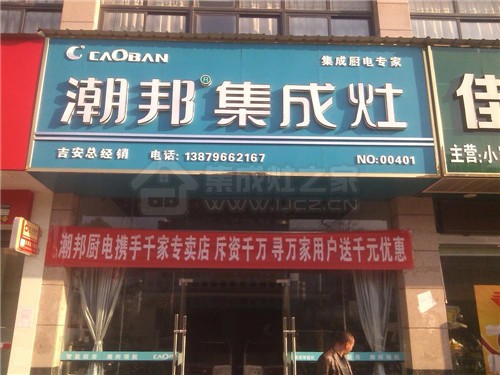 CAOBAN
集成厨电专家
潮邦®集成灶
吉安总经销 电话: 13879662167 NO:00401
集成灶之家
WWW.IJCZ.CN
潮邦厨电携手千家专卖店 斥资千万 寻万家用户送千元优惠
佳
主营:小
CAOBAN